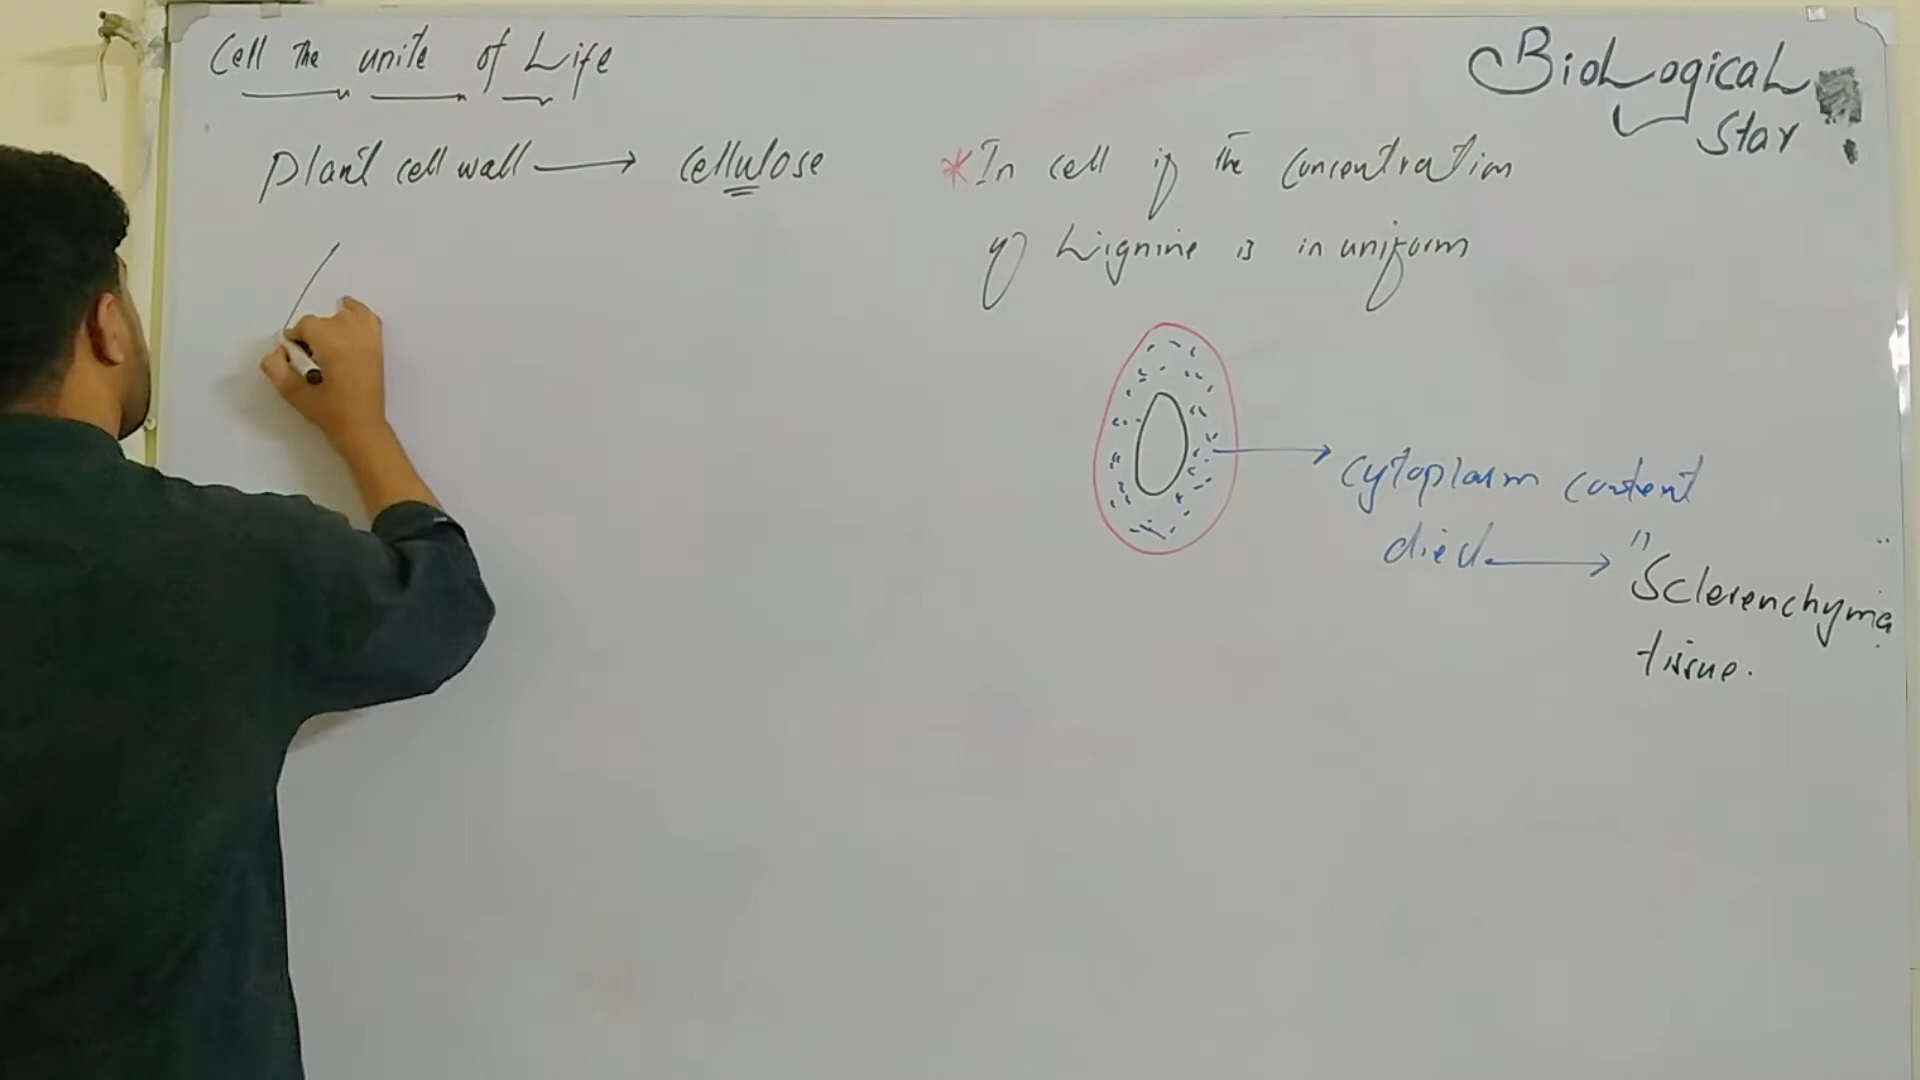 Cell The unite of Life
BioLogicaL
Star
Plant cell wall → cellulose
*In cell if the Concentration
of Lignine is in uniform
Cytoplasm content
died → "Sclerenchyma"
tissue.